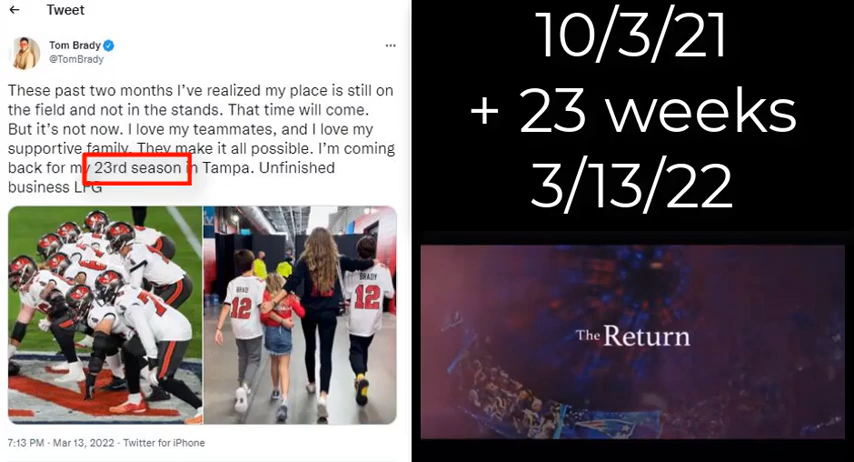 Tweet
Tom Brady
@TomBrady
These past two months I've realized my place is still on
the field and not in the stands. That time will come.
But it's not now. I love my teammates, and I love my
supportive family. They make it all possible. I'm coming
back for my 23rd season in Tampa. Unfinished
business LFG
BRADY
12
BRADY
12
7:13 PM · Mar 13, 2022 · Twitter for iPhone
10/3/21
+ 23 weeks
3/13/22
The Return